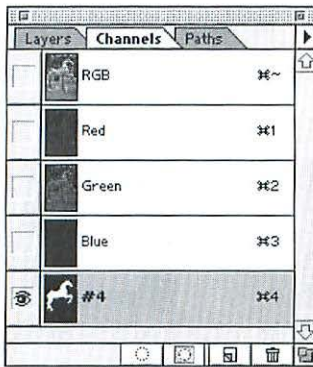 Layers Channels Paths
RGB ⌘~
Red ⌘1
Green ⌘2
Blue ⌘3
#4 ⌘4